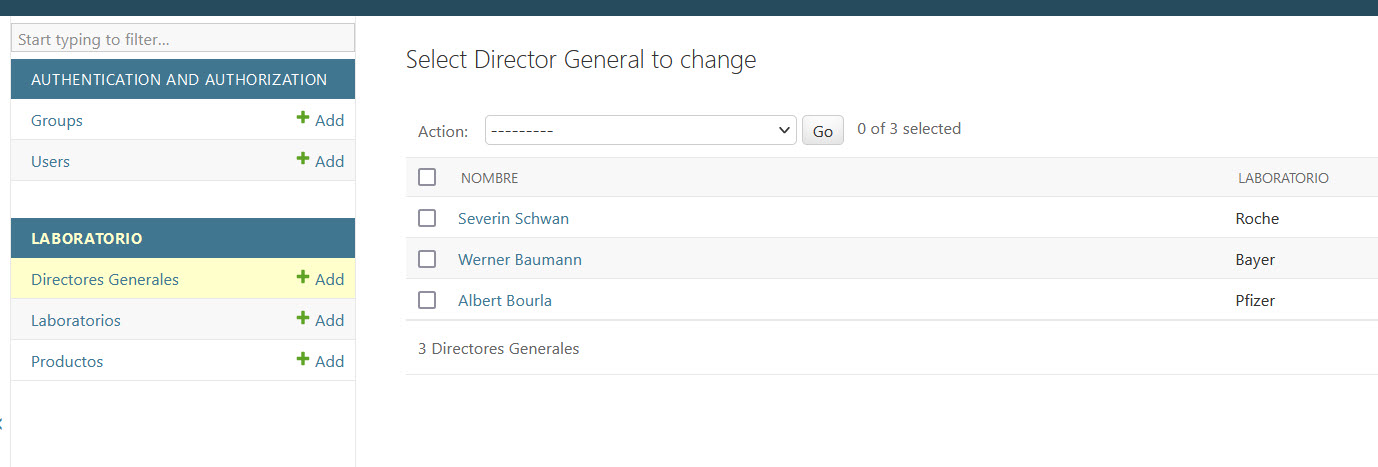 Start typing to filter...
AUTHENTICATION AND AUTHORIZATION
Groups + Add
Users + Add
LABORATORIO
Directores Generales + Add
Laboratorios + Add
Productos + Add
Select Director General to change
Action: --------- Go 0 of 3 selected
NOMBRE LABORATORIO
Severin Schwan Roche
Werner Baumann Bayer
Albert Bourla Pfizer
3 Directores Generales